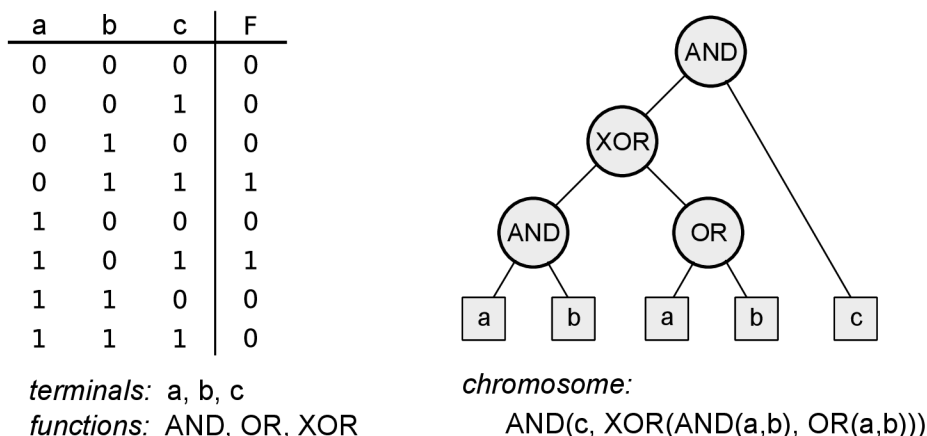 a b c F
0 0 0 0
0 0 1 0
0 1 0 0
0 1 1 1
1 0 0 0
1 0 1 1
1 1 0 0
1 1 1 0
terminals: a, b, c
functions: AND, OR, XOR
AND
XOR
AND OR
a b a b c
chromosome:
AND(c, XOR(AND(a,b), OR(a,b)))